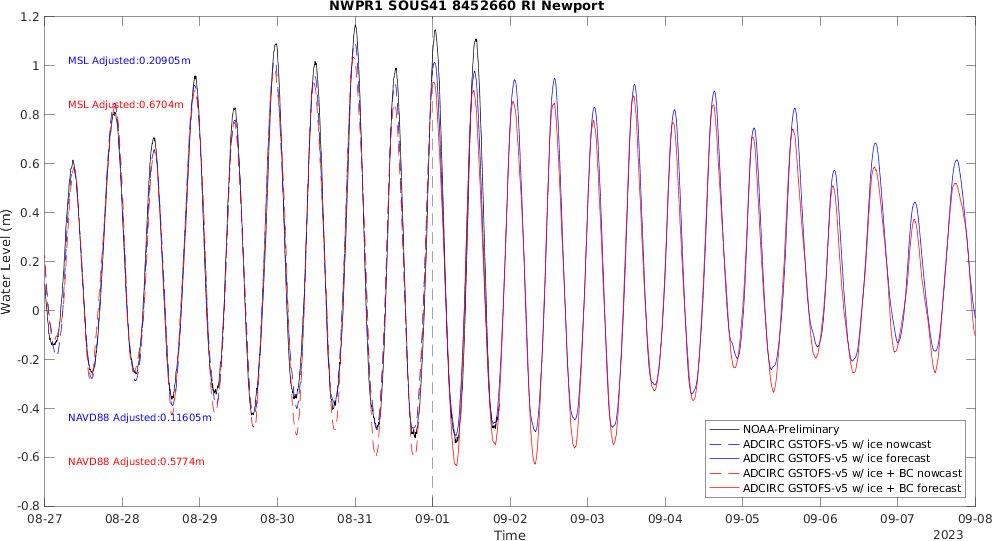 NWPR1 SOUS41 8452660 RI Newport
1.2
1
0.8
0.6
0.4
0.2
0
-0.2
-0.4
-0.6
-0.8
Water Level (m)
MSL Adjusted:0.20905m
MSL Adjusted:0.6704m
NAVD88 Adjusted:0.11605m
NAVD88 Adjusted:0.5774m
NOAA-Preliminary
ADCIRC GSTOFS-v5 w/ ice nowcast
ADCIRC GSTOFS-v5 w/ ice forecast
ADCIRC GSTOFS-v5 w/ ice + BC nowcast
ADCIRC GSTOFS-v5 w/ ice + BC forecast
08-27 08-28 08-29 08-30 08-31 09-01 09-02 09-03 09-04 09-05 09-06 09-07 09-08
Time
2023